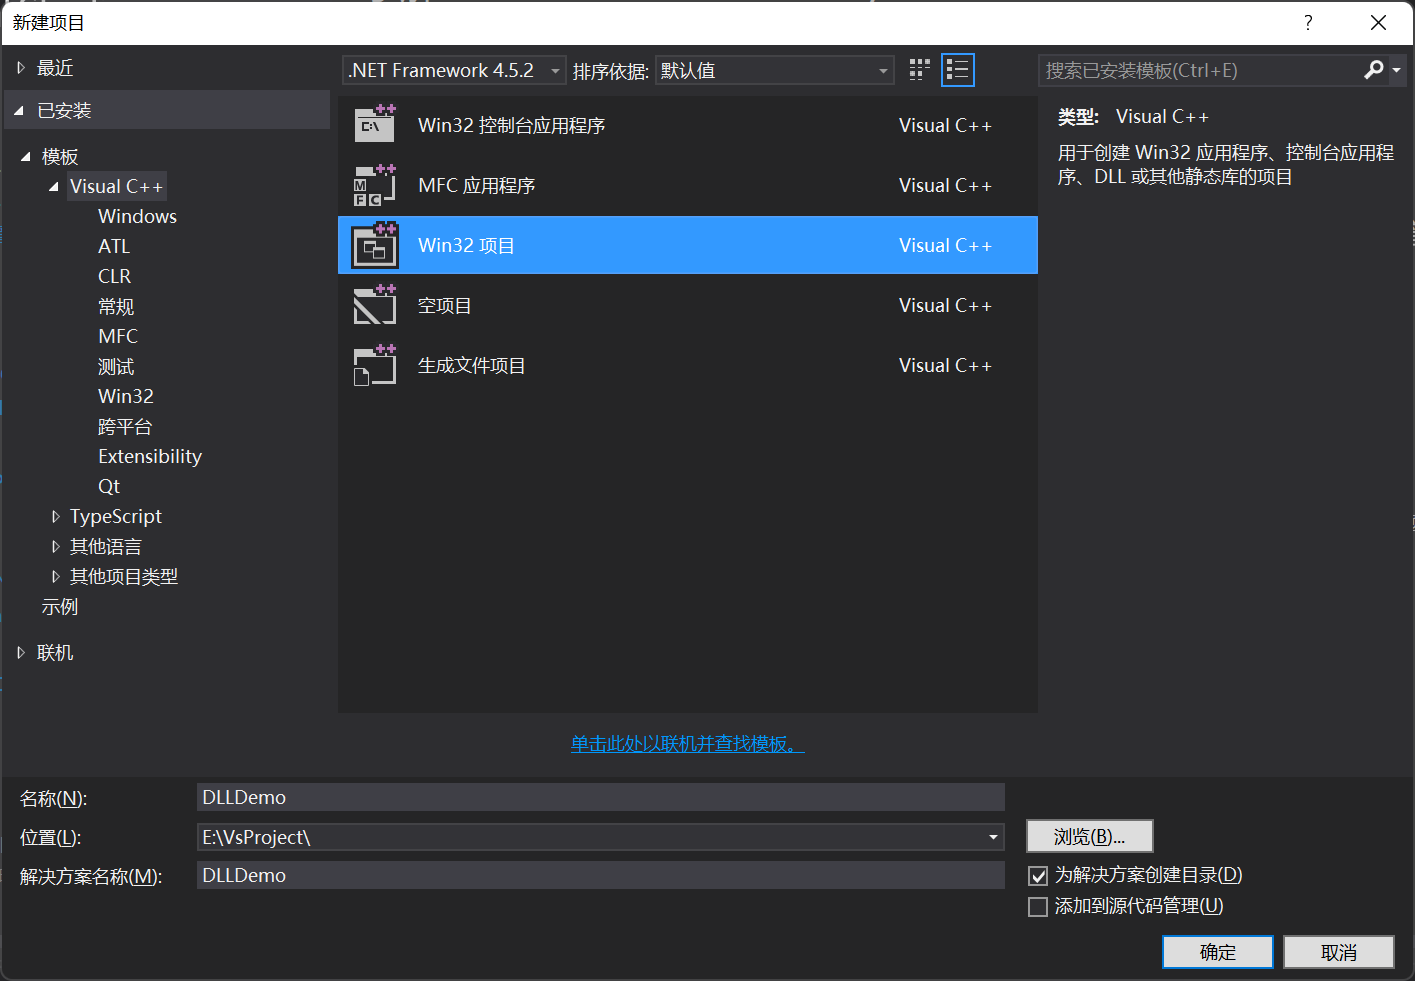 新建项目
?
最近
已安装
模板
Visual C++
Windows
ATL
CLR
常规
MFC
测试
Win32
跨平台
Extensibility
Qt
TypeScript
其他语言
其他项目类型
示例
联机
.NET Framework 4.5.2
排序依据:
默认值
搜索已安装模板(Ctrl+E)
Win32 控制台应用程序 Visual C++
MFC 应用程序 Visual C++
Win32 项目 Visual C++
空项目 Visual C++
生成文件项目 Visual C++
单击此处以联机并查找模板。
类型: Visual C++
用于创建 Win32 应用程序、控制台应用程
序、DLL 或其他静态库的项目
名称(N): DLLDemo
位置(L): E:\VsProject\
浏览(B)...
解决方案名称(M): DLLDemo
为解决方案创建目录(D)
添加到源代码管理(U)
确定
取消